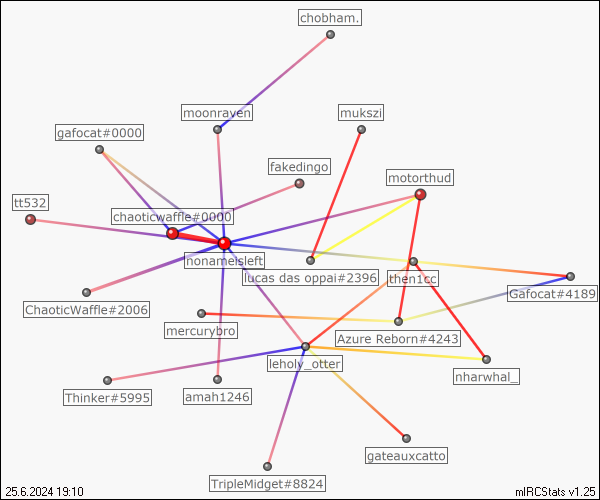 chobham.
moonraven
mukszi
gafocat#0000
fakedingo
motorthud
tt532
chaoticwaffle#0000
nonameisleft
lucas das oppai#2396
then1cc
ChaoticWaffle#2006
Gafocat#4189
mercurybro
Azure Reborn#4243
leholy_otter
nharwhal_
Thinker#5995
amah1246
gateauxcatto
TripleMidget#8824
25.6.2024 19:10
mIRCStats v1.25